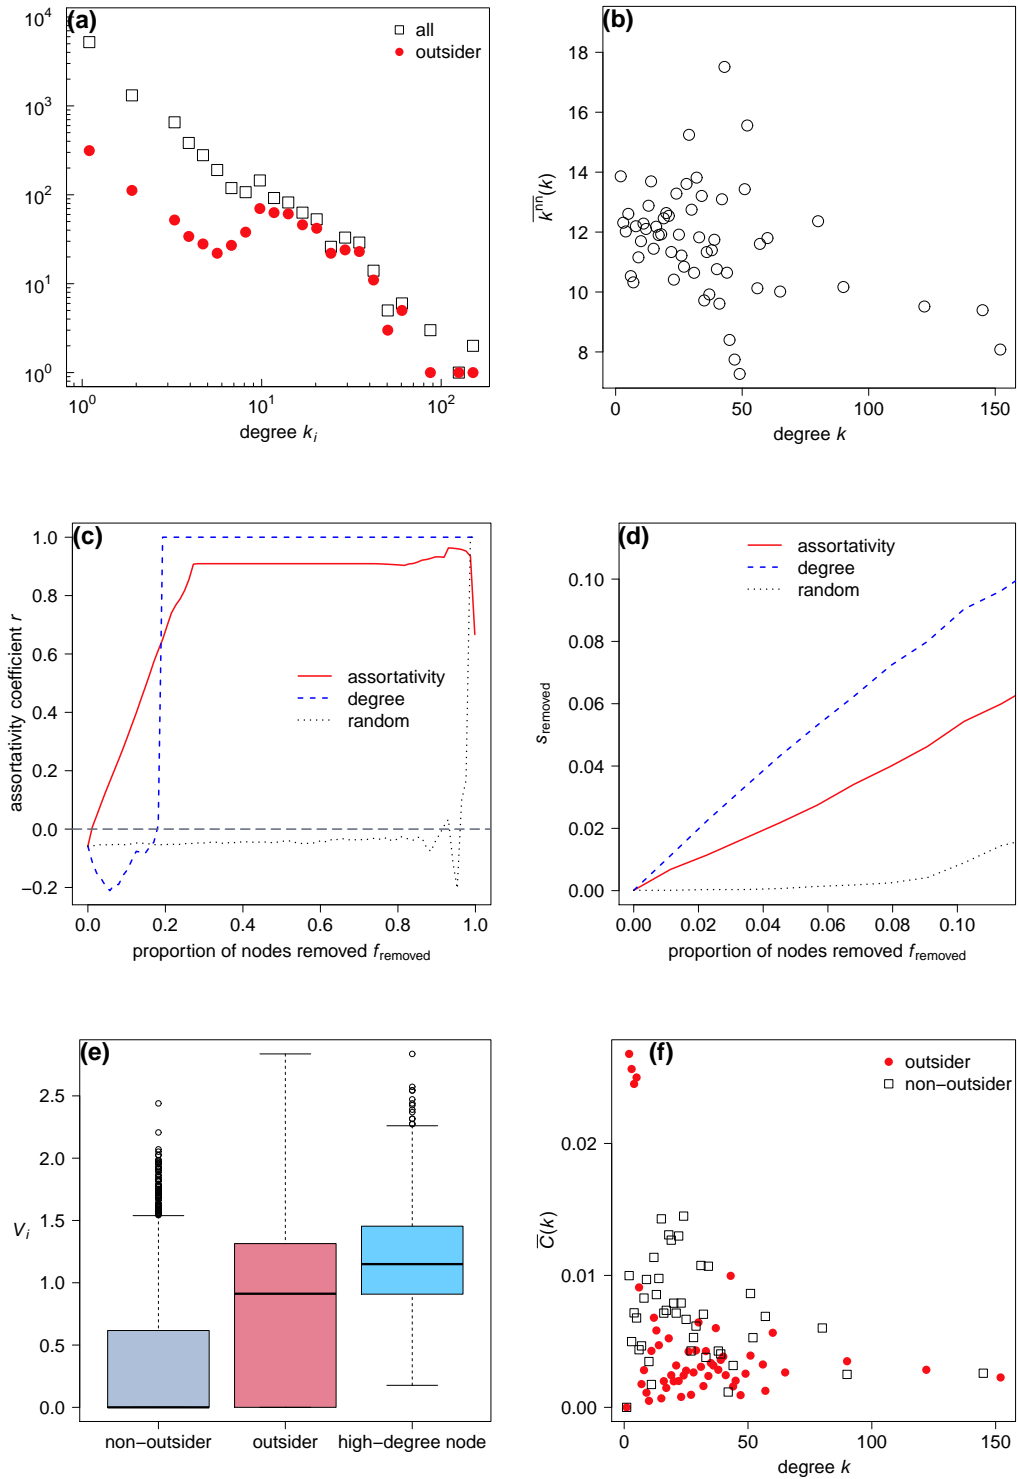 (a)
10^4
10^3
10^2
10^1
10^0
all
outsider
10^0
10^1
10^2
degree k_i
(b)
18
16
14
12
10
8
k^nn(k)
0
50
100
150
degree k
(c)
1.0
0.8
0.6
0.4
0.2
0.0
−0.2
assortativity coefficient r
assortativity
degree
random
0.0
0.2
0.4
0.6
0.8
1.0
proportion of nodes removed f_removed
(d)
assortativity
degree
random
0.10
0.08
0.06
0.04
0.02
0.00
s_removed
0.00
0.02
0.04
0.06
0.08
0.10
proportion of nodes removed f_removed
(e)
2.5
2.0
1.5
1.0
0.5
0.0
V_i
non−outsider
outsider
high−degree node
(f)
outsider
non−outsider
0.02
0.01
0.00
C(k)
0
50
100
150
degree k